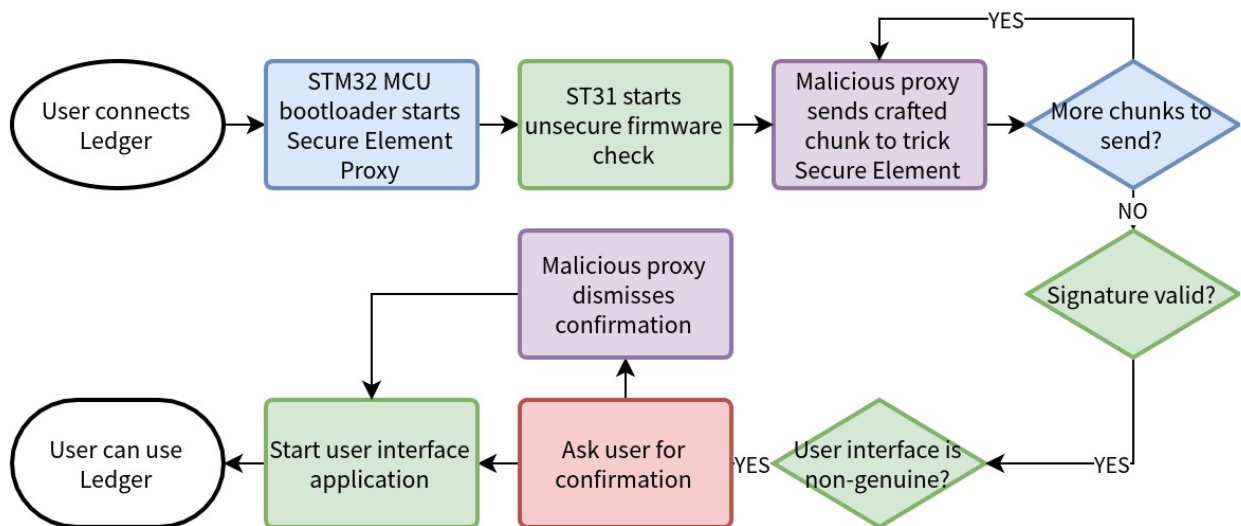 YES
User connects
Ledger
STM32 MCU
bootloader starts
Secure Element
Proxy
ST31 starts
unsecure firmware
check
Malicious proxy
sends crafted
chunk to trick
Secure Element
More chunks to
send?
NO
Signature valid?
Malicious proxy
dismisses
confirmation
User can use
Ledger
Start user interface
application
Ask user for
confirmation
YES
User interface is
non-genuine?
YES